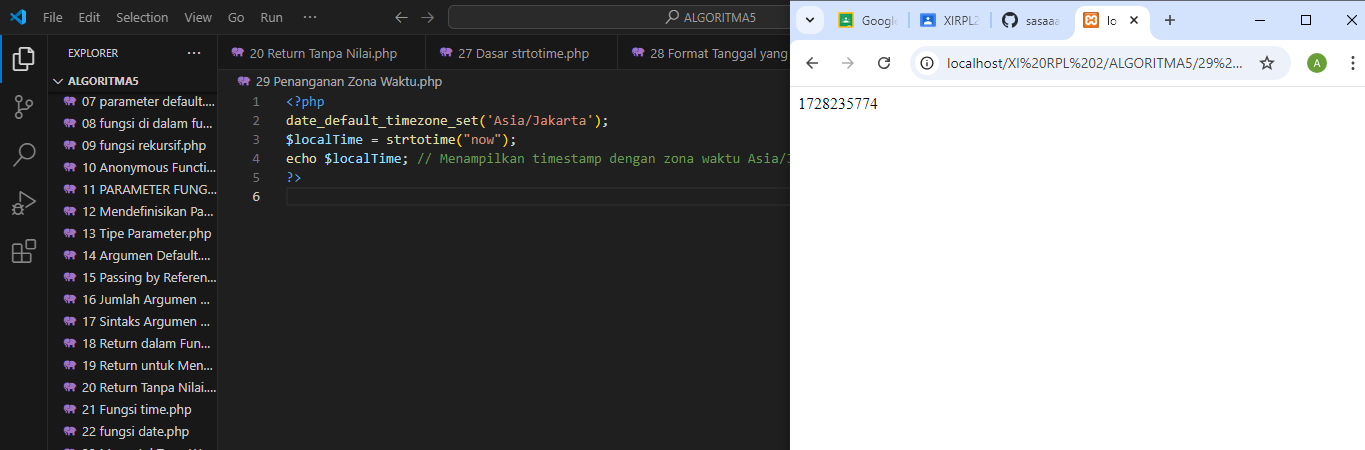 File Edit Selection View Go Run ···
ALGORITMA5
EXPLORER ···
ALGORITMA5
07 parameter default....
08 fungsi di dalam fu...
09 fungsi rekursif.php
10 Anonymous Functi...
11 PARAMETER FUNG...
12 Mendefinisikan Pa...
13 Tipe Parameter.php
14 Argumen Default....
15 Passing by Referen...
16 Jumlah Argumen ...
17 Sintaks Argumen ...
18 Return dalam Fun...
19 Return untuk Men...
20 Return Tanpa Nilai....
21 Fungsi time.php
22 fungsi date.php
20 Return Tanpa Nilai.php
27 Dasar strtotime.php
28 Format Tanggal yang
29 Penanganan Zona Waktu.php
1 <?php
2 date_default_timezone_set('Asia/Jakarta');
3 $localTime = strtotime("now");
4 echo $localTime; // Menampilkan timestamp dengan zona waktu Asia/J
5 ?>
6
Google
XIRPL2
sasaaa
lo
localhost/XI%20RPL%202/ALGORITMA5/29%2...
A
1728235774